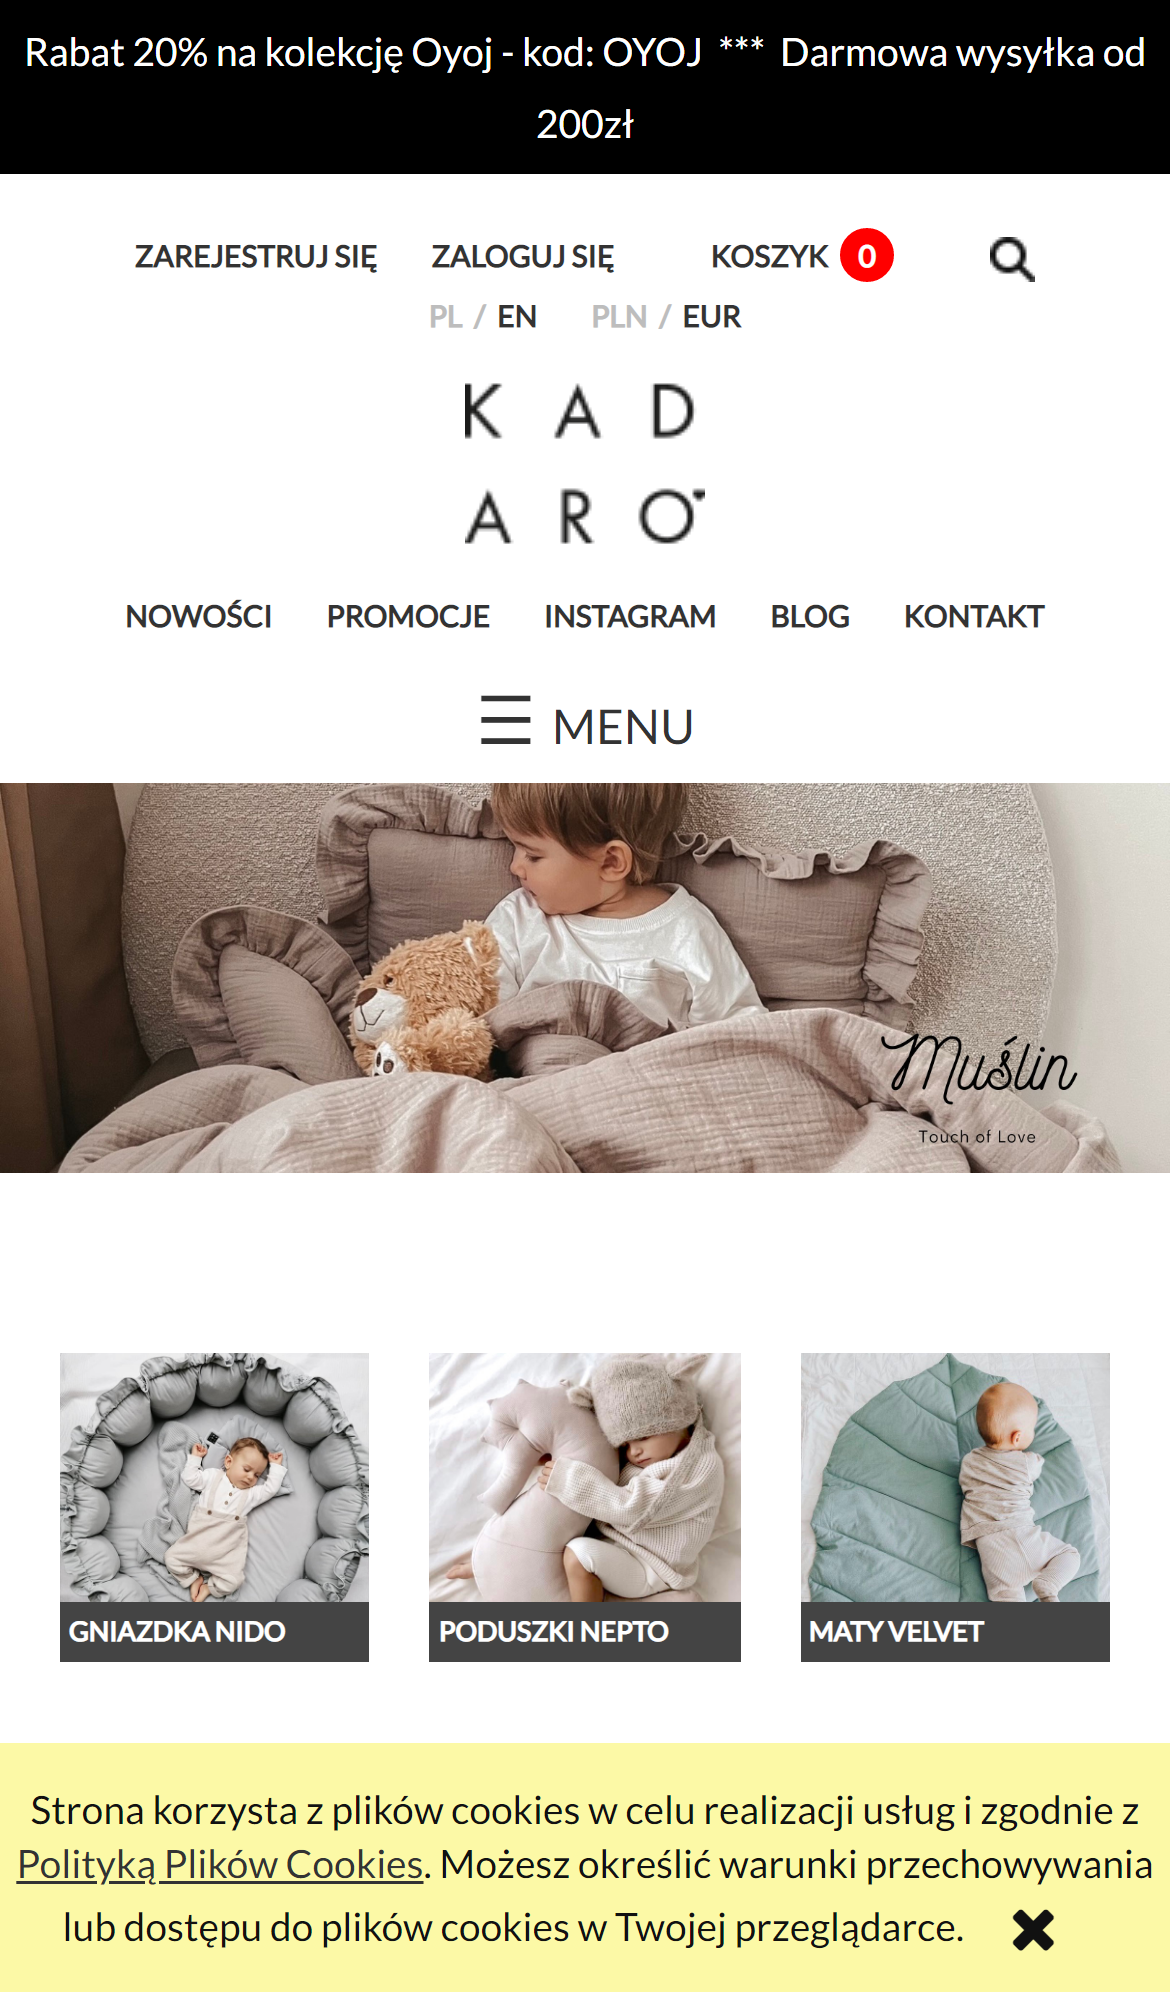 Rabat 20% na kolekcję Oyoj - kod: OYOJ *** Darmowa wysyłka od
200zł
ZAREJESTRUJ SIĘ ZALOGUJ SIĘ KOSZYK 0
PL / EN PLN / EUR
K A D
A R O
NOWOŚCI PROMOCJE INSTAGRAM BLOG KONTAKT
☰ MENU
Muślin
Touch of Love
GNIAZDKA NIDO PODUSZKI NEPTO MATY VELVET
Strona korzysta z plików cookies w celu realizacji usług i zgodnie z
Polityką Plików Cookies. Możesz określić warunki przechowywania
lub dostępu do plików cookies w Twojej przeglądarce.